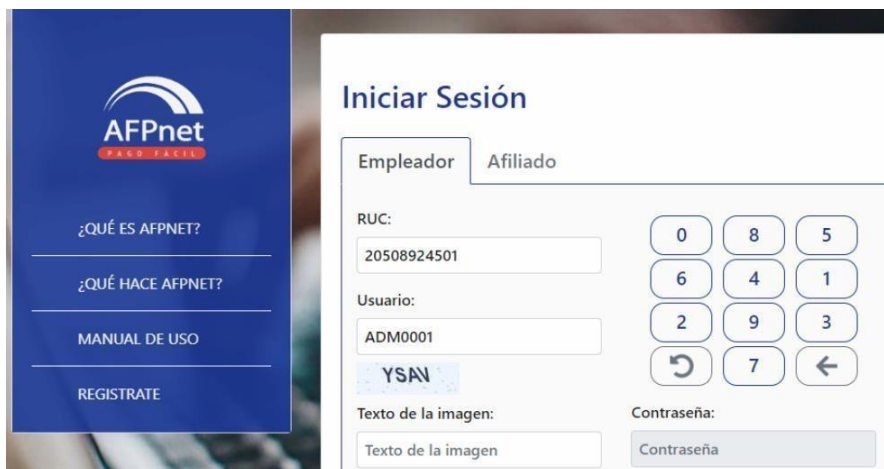 AFPnet
PAGO FÁCIL
¿QUÉ ES AFPNET?
¿QUÉ HACE AFPNET?
MANUAL DE USO
REGISTRATE
Iniciar Sesión
Empleador Afiliado
RUC:
20508924501
Usuario:
ADM0001
YSAV
Texto de la imagen:
Texto de la imagen
0 8 5
6 4 1
2 9 3
7
Contraseña:
Contraseña